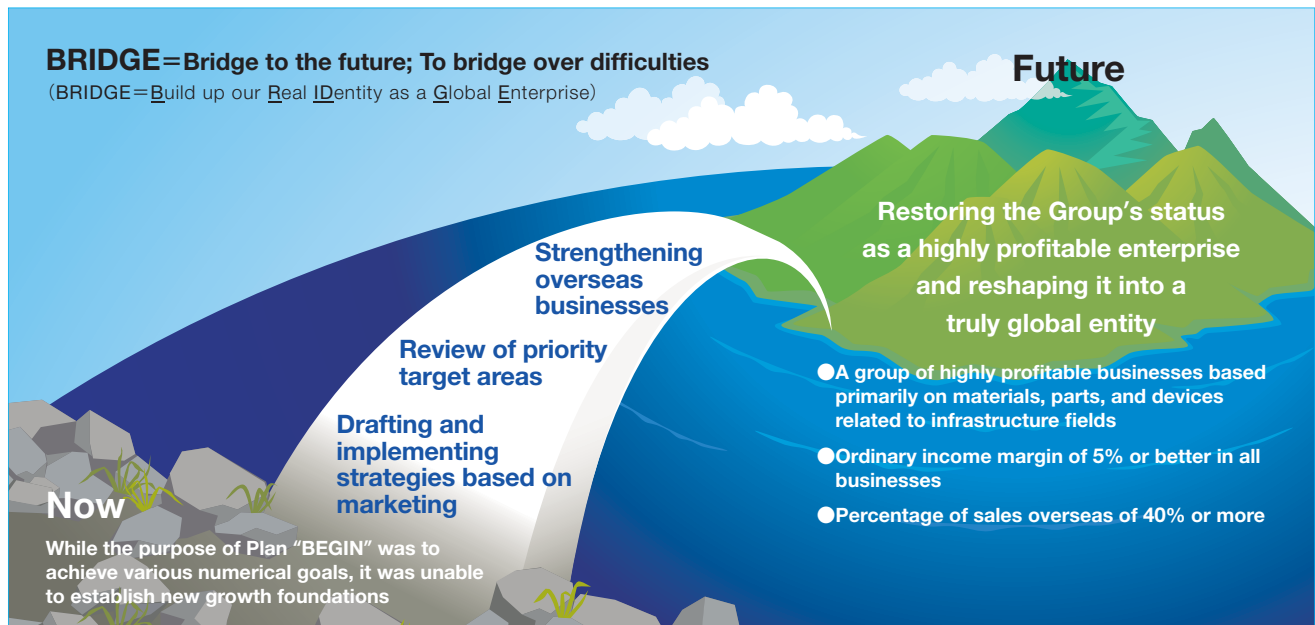 BRIDGE=Bridge to the future; To bridge over difficulties
(BRIDGE=Build up our Real IDentity as a Global Enterprise)
Future
Restoring the Group's status
as a highly profitable enterprise
and reshaping it into a
truly global entity
●A group of highly profitable businesses based
primarily on materials, parts, and devices
related to infrastructure fields
●Ordinary income margin of 5% or better in all
businesses
●Percentage of sales overseas of 40% or more
Strengthening
overseas
businesses
Review of priority
target areas
Drafting and
implementing
strategies based on
marketing
Now
While the purpose of Plan "BEGIN" was to
achieve various numerical goals, it was unable
to establish new growth foundations